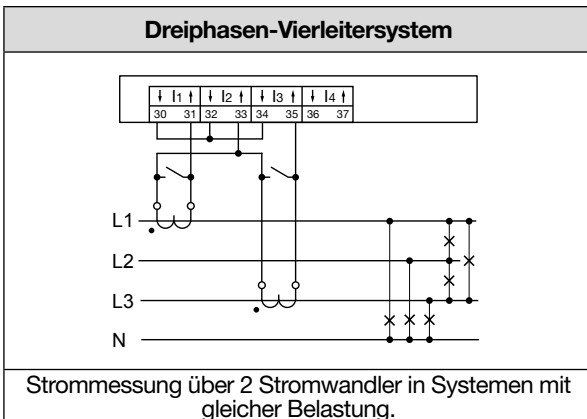 Dreiphasen-Vierleitersystem
↓ I1 ↑ ↓ I2 ↑ ↓ I3 ↑ ↓ I4 ↑
30 31 32 33 34 35 36 37
L1
L2
L3
N
Strommessung über 2 Stromwandler in Systemen mit
gleicher Belastung.